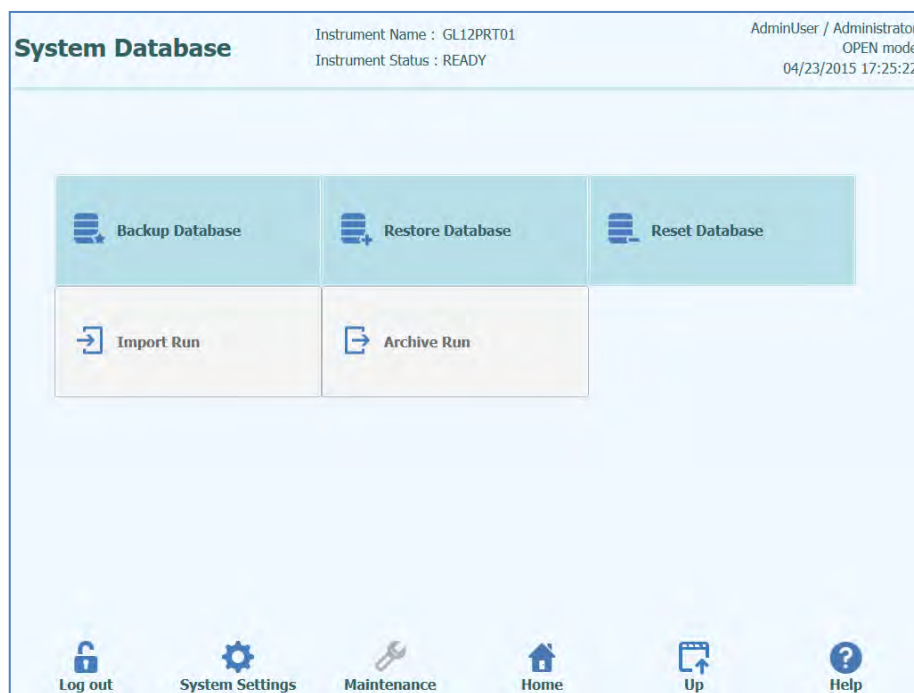 System Database
Instrument Name : GL12PRT01
Instrument Status : READY
AdminUser / Administrator
OPEN mode
04/23/2015 17:25:22
Backup Database
Restore Database
Reset Database
Import Run
Archive Run
Log out
System Settings
Maintenance
Home
Up
Help